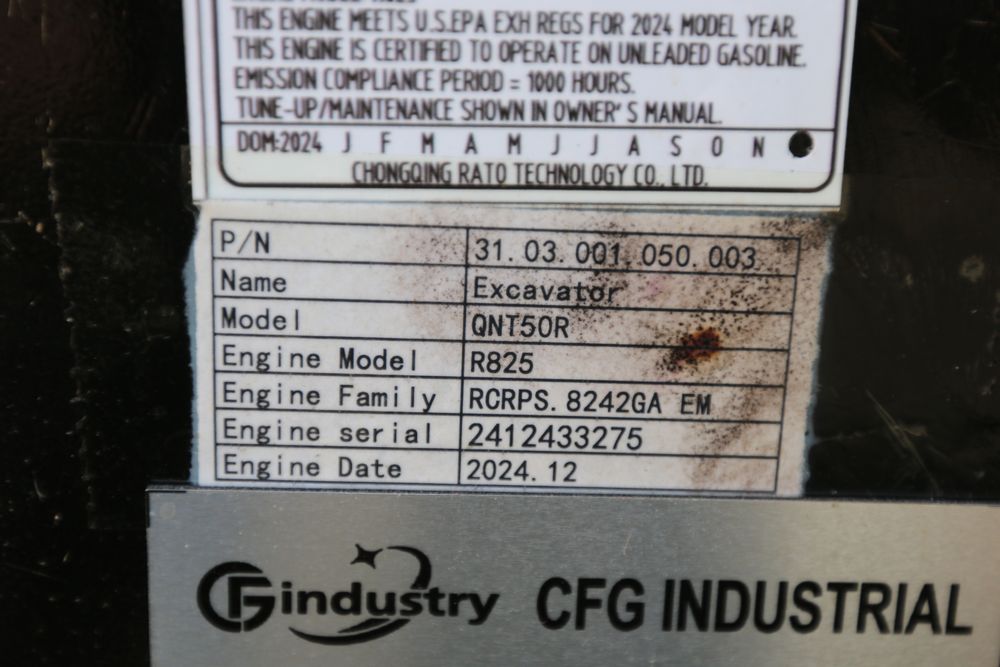 THIS ENGINE MEETS U.S.EPA EXH REGS FOR 2024 MODEL YEAR.
THIS ENGINE IS CERTIFIED TO OPERATE ON UNLEADED GASOLINE.
EMISSION COMPLIANCE PERIOD = 1000 HOURS.
TUNE-UP/MAINTENANCE SHOWN IN OWNER'S MANUAL.
DOM:2024 J F M A M J J A S O N
CHONGQING RATO TECHNOLOGY CO., LTD.
P/N 31.03.001.050.003
Name Excavator
Model QNT50R
Engine Model R825
Engine Family RCRPS.8242GA EM
Engine serial 2412433275
Engine Date 2024.12
CFG industry CFG INDUSTRIAL